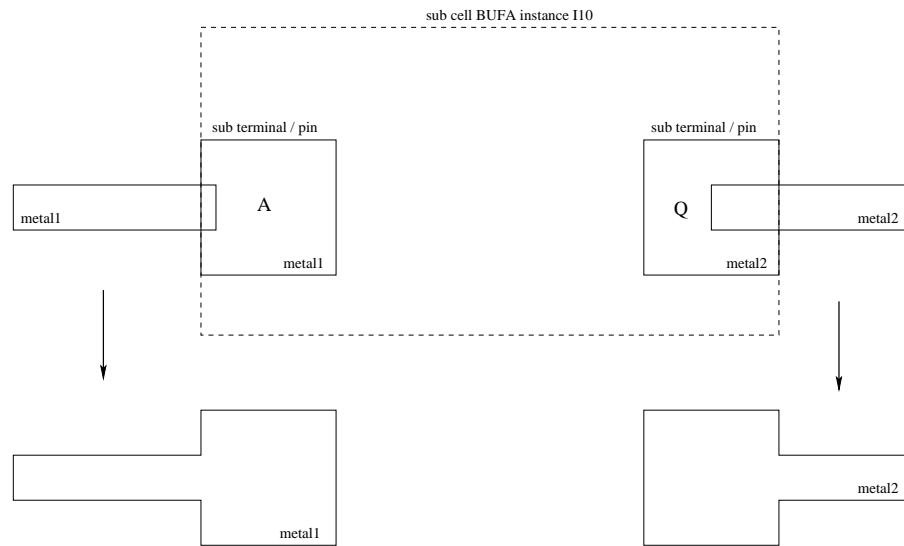 sub cell BUFA instance I10
sub terminal / pin
sub terminal / pin
A
Q
metal1
metal2
metal1
metal2
metal2
metal1